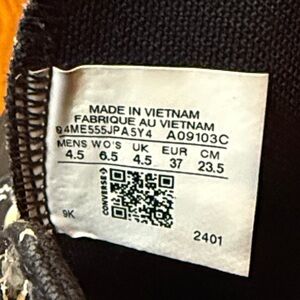 MADE IN VIETNAM
FABRIQUE AU VIETNAM
94ME555JPA5Y4 A09103C
MENS WO'S UK EUR CM
4.5 6.5 4.5 37 23.5
CONVERSE
9K
2401